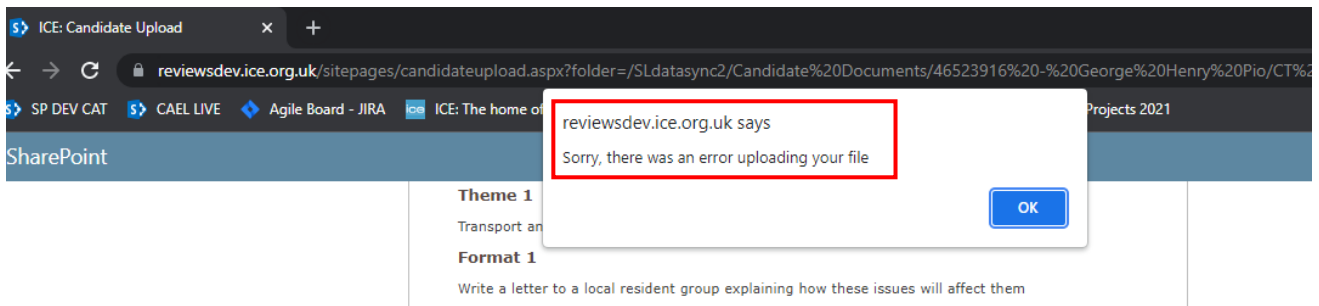 ICE: Candidate Upload
reviewsdev.ice.org.uk/sitepages/candidateupload.aspx?folder=/SLdatasync2/Candidate%20Documents/46523916%20-%20George%20Henry%20Pio/CT%2
SP DEV CAT CAEL LIVE Agile Board - JIRA ice ICE: The home of Projects 2021
reviewsdev.ice.org.uk says
Sorry, there was an error uploading your file
OK
SharePoint
Theme 1
Transport an
Format 1
Write a letter to a local resident group explaining how these issues will affect them